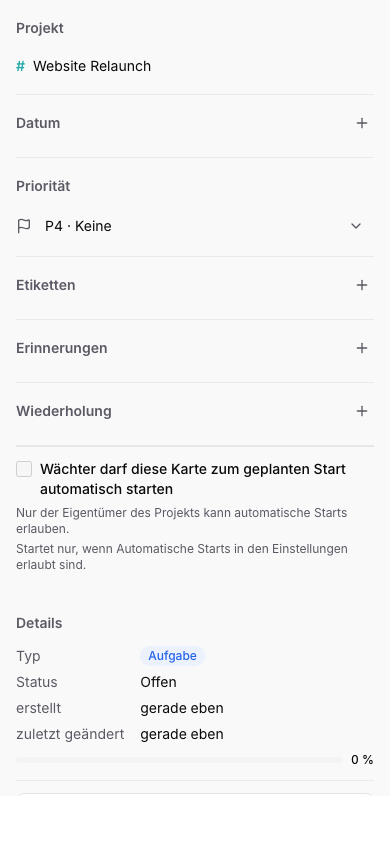 Projekt
# Website Relaunch
Datum
Priorität
P4 · Keine
Etiketten
Erinnerungen
Wiederholung
Wächter darf diese Karte zum geplanten Start
automatisch starten
Nur der Eigentümer des Projekts kann automatische Starts
erlauben.
Startet nur, wenn Automatische Starts in den Einstellungen
erlaubt sind.
Details
Typ Aufgabe
Status Offen
erstellt gerade eben
zuletzt geändert gerade eben
0 %